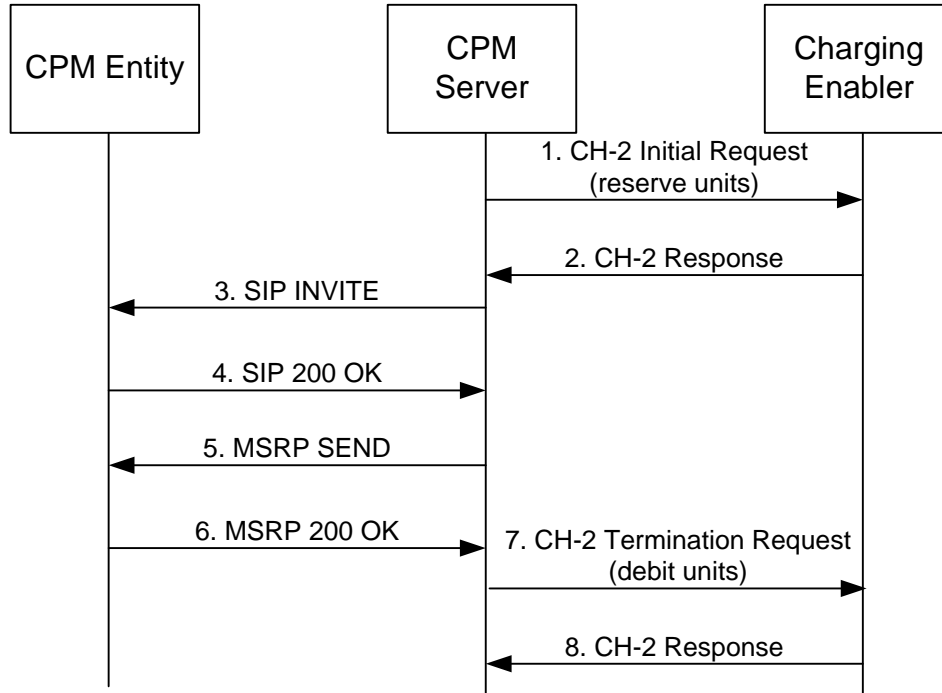 CPM Entity
CPM
Server
Charging
Enabler
1. CH-2 Initial Request
(reserve units)
2. CH-2 Response
3. SIP INVITE
4. SIP 200 OK
5. MSRP SEND
6. MSRP 200 OK
7. CH-2 Termination Request
(debit units)
8. CH-2 Response